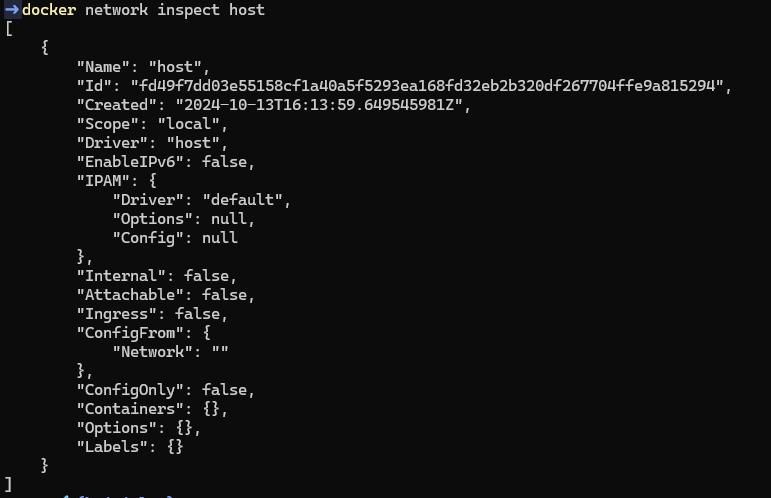 ➜docker network inspect host
[
    {
        "Name": "host",
        "Id": "fd49f7dd03e55158cf1a40a5f5293ea168fd32eb2b320df267704ffe9a815294",
        "Created": "2024-10-13T16:13:59.649545981Z",
        "Scope": "local",
        "Driver": "host",
        "EnableIPv6": false,
        "IPAM": {
            "Driver": "default",
            "Options": null,
            "Config": null
        },
        "Internal": false,
        "Attachable": false,
        "Ingress": false,
        "ConfigFrom": {
            "Network": ""
        },
        "ConfigOnly": false,
        "Containers": {},
        "Options": {},
        "Labels": {}
    }
]